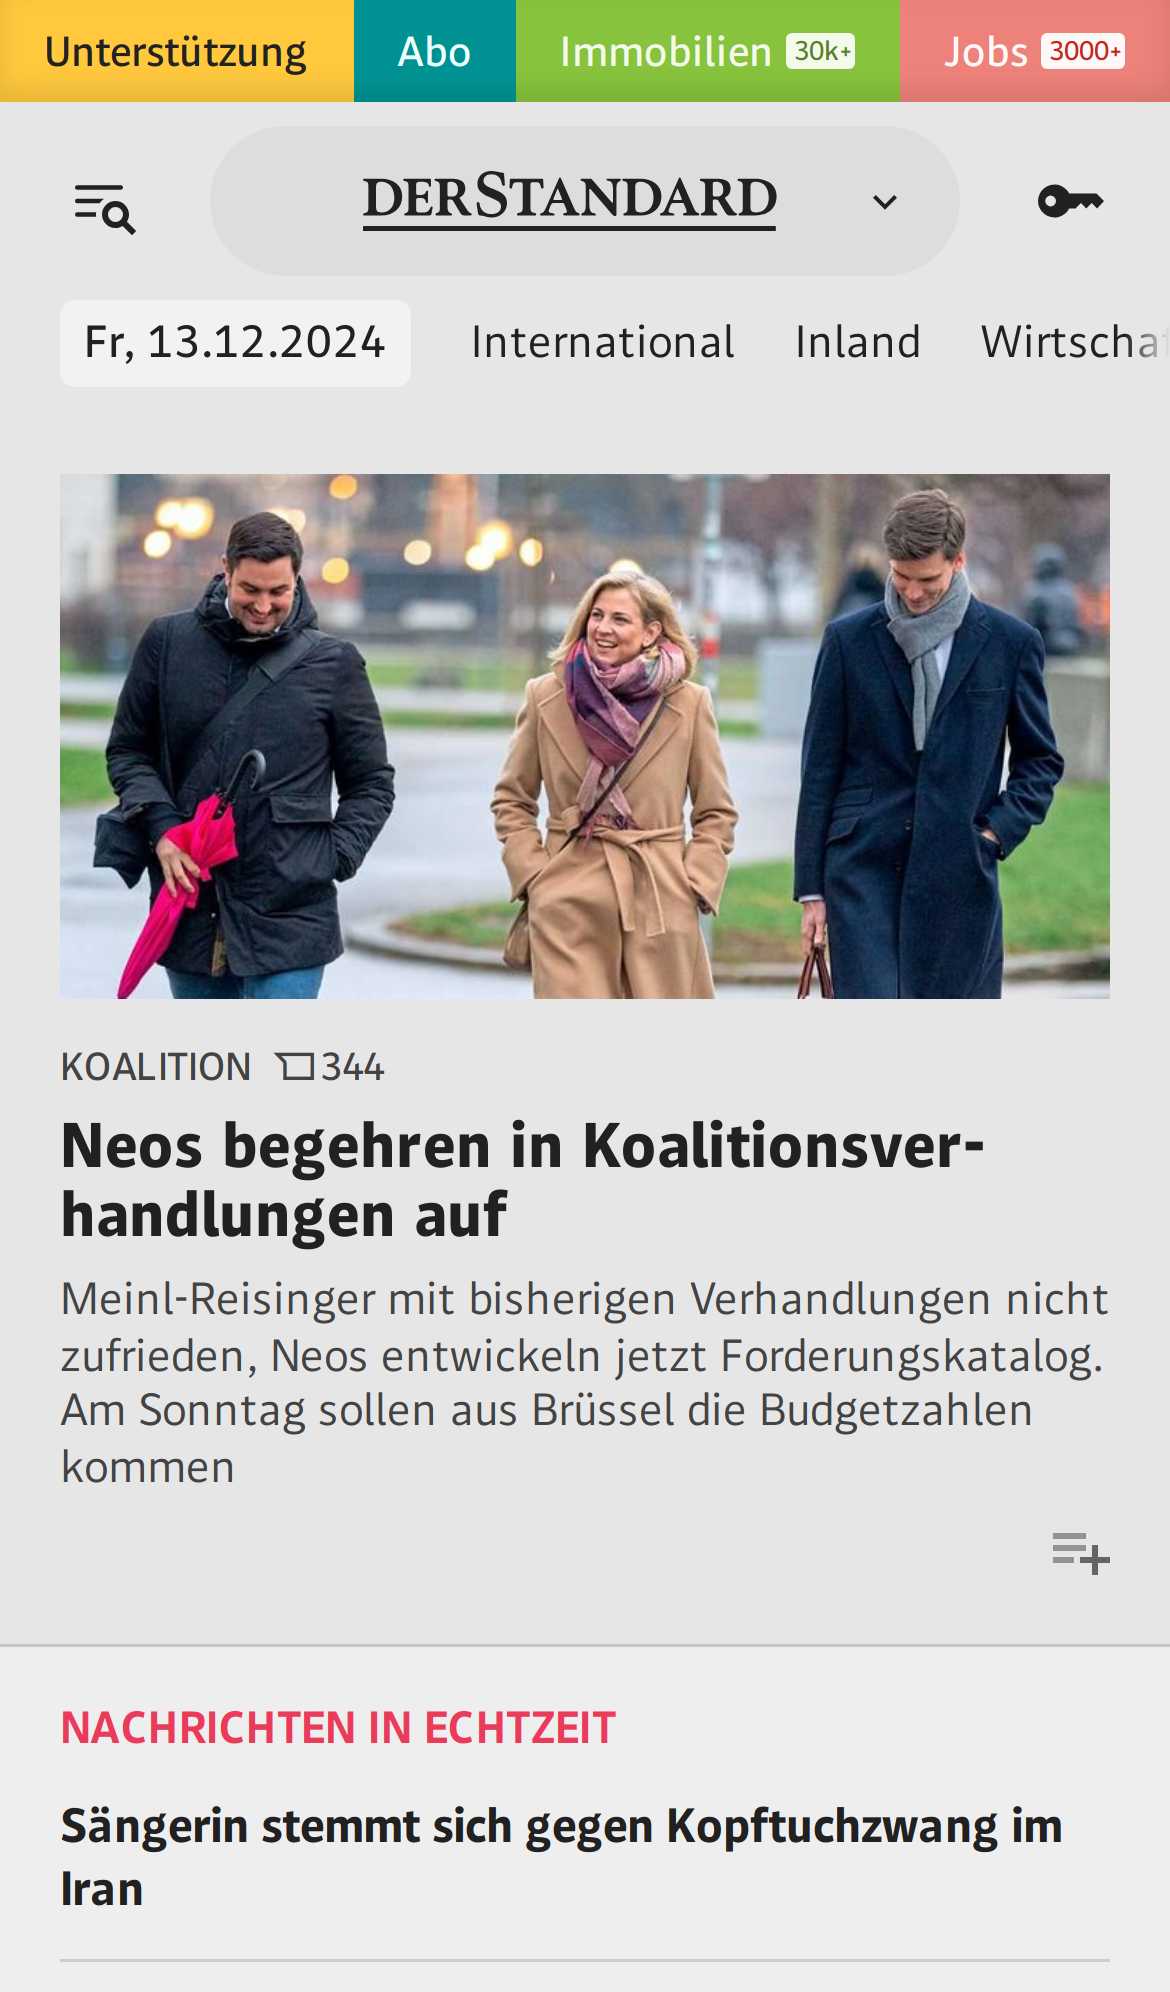 Unterstützung
Abo
Immobilien 30k+
Jobs 3000+
DERSTANDARD
Fr, 13.12.2024
International
Inland
Wirtscha
KOALITION 344
Neos begehren in Koalitionsver-
handlungen auf
Meinl-Reisinger mit bisherigen Verhandlungen nicht
zufrieden, Neos entwickeln jetzt Forderungskatalog.
Am Sonntag sollen aus Brüssel die Budgetzahlen
kommen
NACHRICHTEN IN ECHTZEIT
Sängerin stemmt sich gegen Kopftuchzwang im
Iran